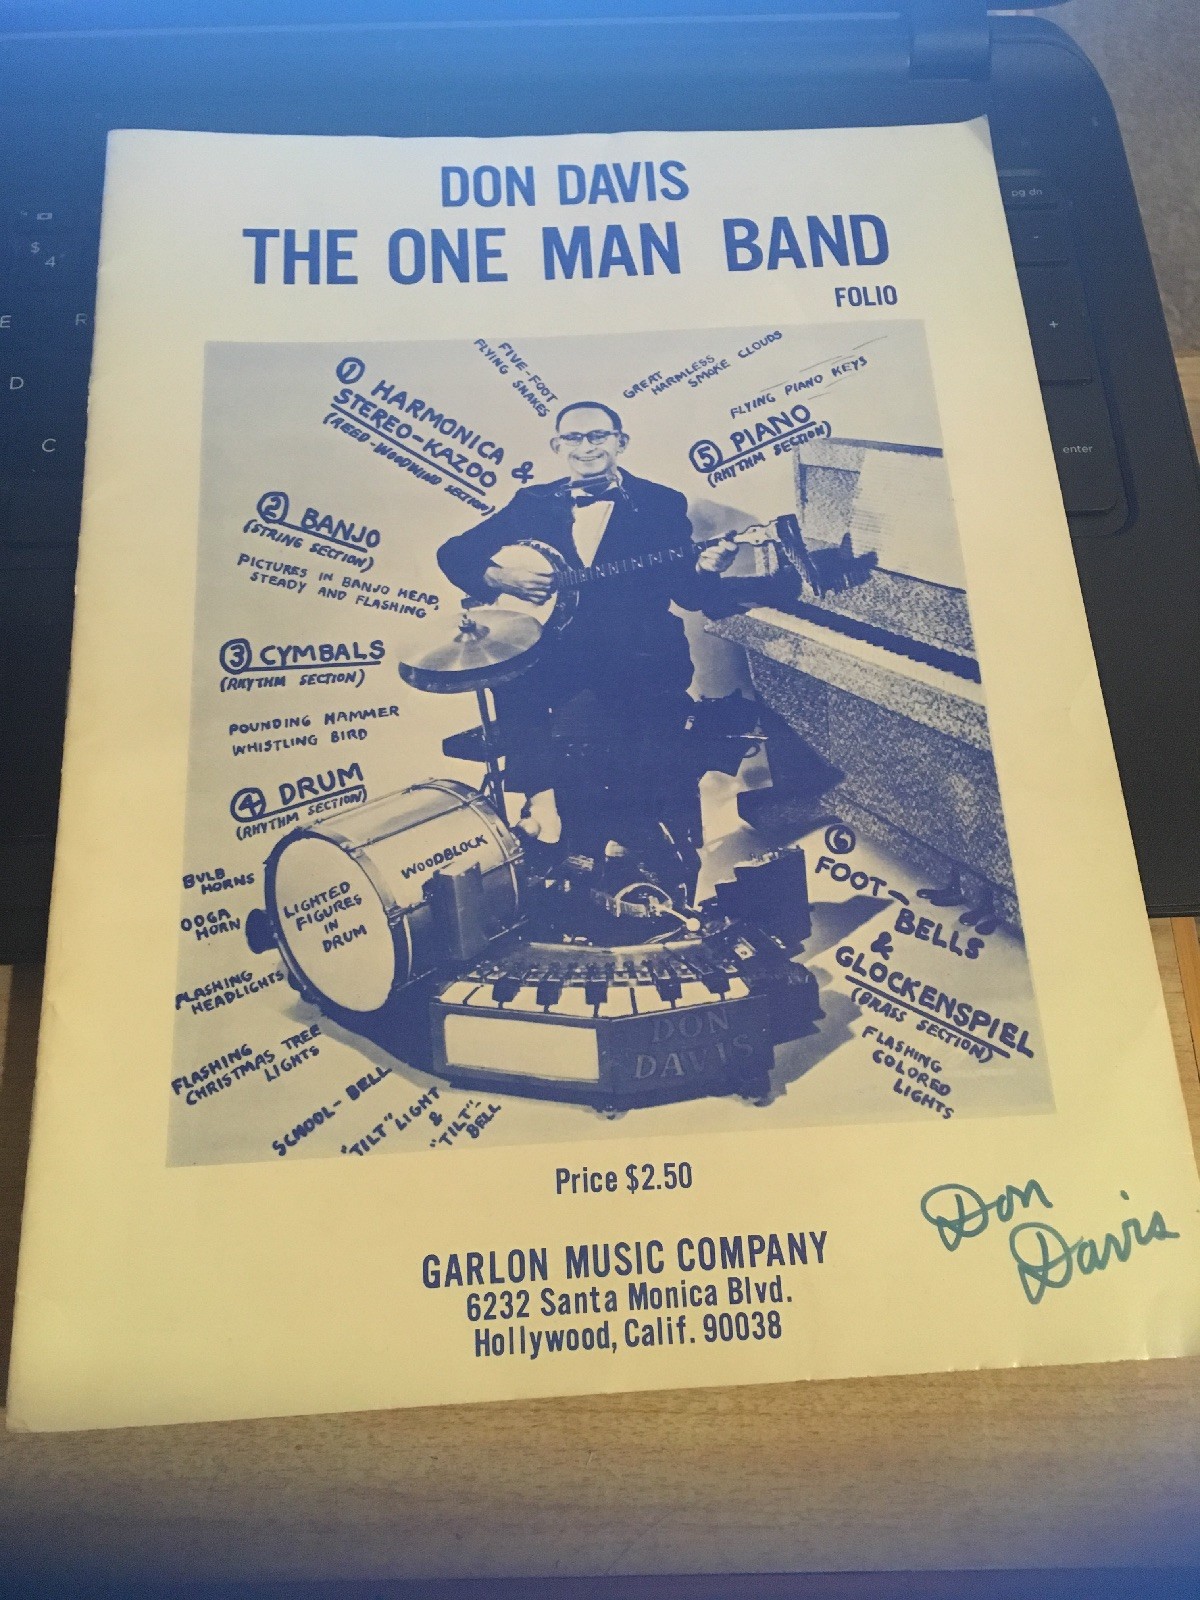 DON DAVIS
THE ONE MAN BAND
FOLIO
FIVE-FOOT
FLYING SNAKES
GREAT
HARMLESS
SMOKE CLOUDS
FLYING PIANO KEYS
① HARMONICA &
STEREO-KAZOO
(REED-WOODWIND SECTION)
⑤ PIANO
(RHYTHM SECTION)
② BANJO
(STRING SECTION)
PICTURES IN BANJO HEAD,
STEADY AND FLASHING
③ CYMBALS
(RHYTHM SECTION)
POUNDING HAMMER
WHISTLING BIRD
④ DRUM
(RHYTHM SECTION)
WOODBLOCK
LIGHTED
FIGURES
IN
DRUM
BULB
HORNS
OOGA
HORN
FLASHING
HEADLIGHTS
FLASHING
CHRISTMAS TREE
LIGHTS
SCHOOL-BELL
"TILT" LIGHT
&
"TILT"-
BELL
⑥
FOOT-
BELLS
&
GLOCKENSPIEL
(BRASS SECTION)
FLASHING
COLORED
LIGHTS
DON
DAVIS
Price $2.50
GARLON MUSIC COMPANY
6232 Santa Monica Blvd.
Hollywood, Calif. 90038
Don
Davis
$
4
E
R
D
C
pg dn
-
+
enter